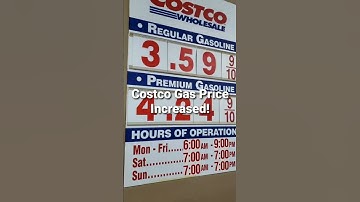 COSTCO
WHOLESALE
• REGULAR GASOLINE
3.59 9/10
PREMIUM GASOLINE
4.24 9/10
Costco Gas Price
Increased!
HOURS OF OPERATION
Mon - Fri......6:00AM - 9:00PM
Sat..............7:00AM - 7:00PM
Sun.............7:00AM - 7:00PM